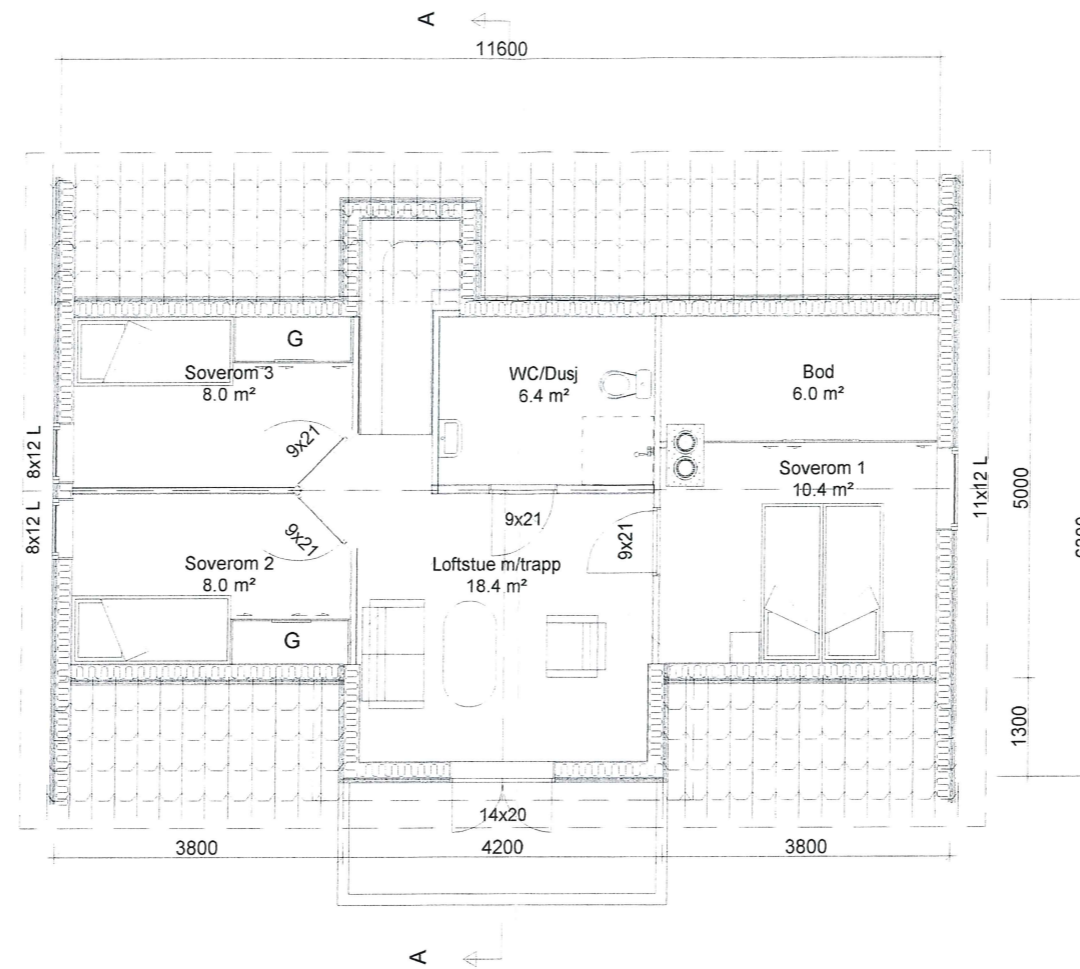 A
11600
G
Soverom 3
8.0 m²
WC/Dusj
6.4 m²
Bod
6.0 m²
8x12 L
9x21
Soverom 1
10.4 m²
11x12 L
5000
8x12 L
9x21
9x21
9x21
Soverom 2
8.0 m²
Loftstue m/trapp
18.4 m²
G
1300
14x20
3800
4200
3800
A